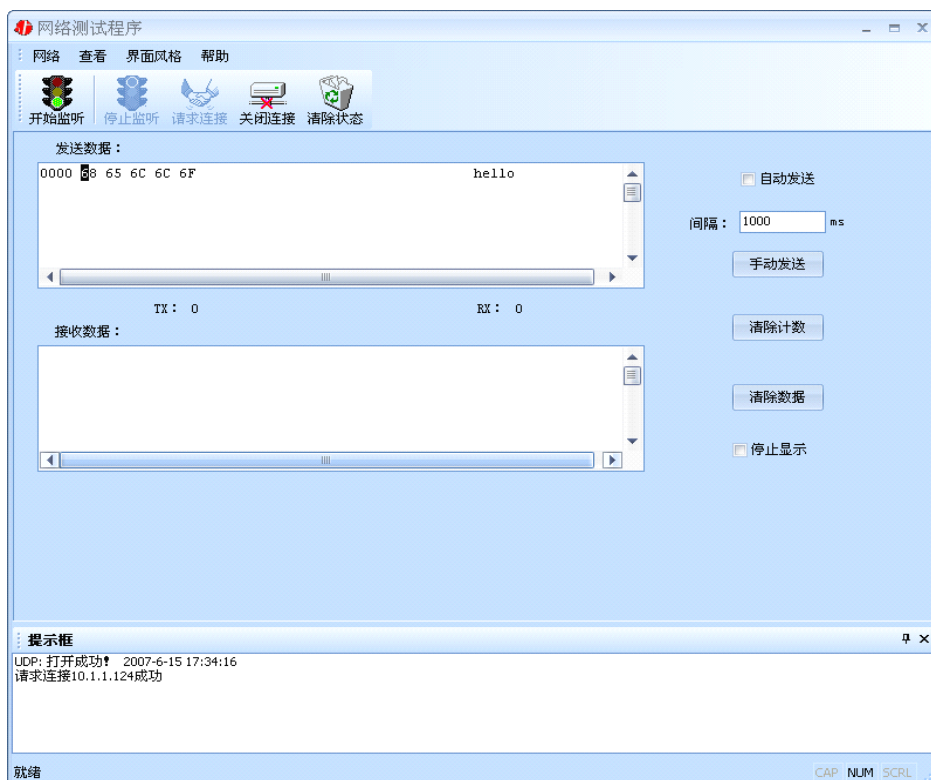 网络测试程序
网络 查看 界面风格 帮助
开始监听 停止监听 请求连接 关闭连接 清除状态
发送数据：
0000 68 65 6C 6C 6F hello
自动发送
间隔： 1000 ms
手动发送
TX： 0 RX： 0
清除计数
接收数据：
清除数据
停止显示
提示框
UDP: 打开成功！ 2007-6-15 17:34:16
请求连接10.1.1.124成功
就绪 CAP NUM SCRL